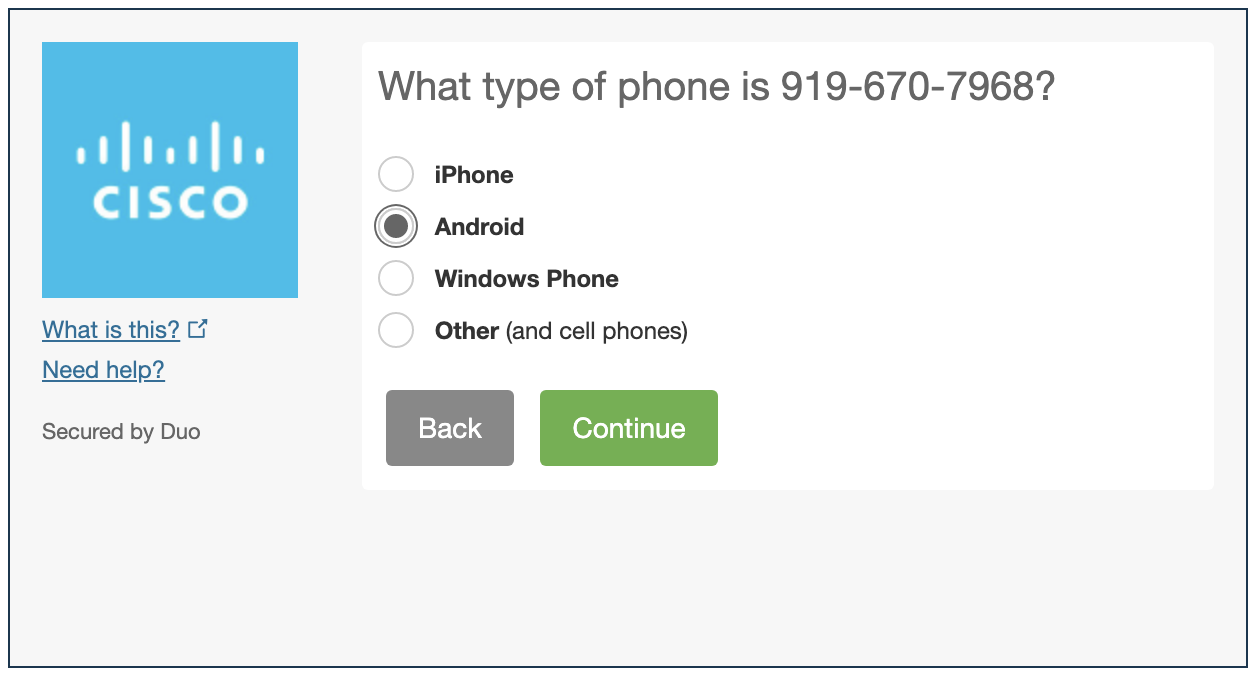 CISCO
What is this?
Need help?
Secured by Duo
What type of phone is 919-670-7968?
iPhone
Android
Windows Phone
Other (and cell phones)
Back
Continue